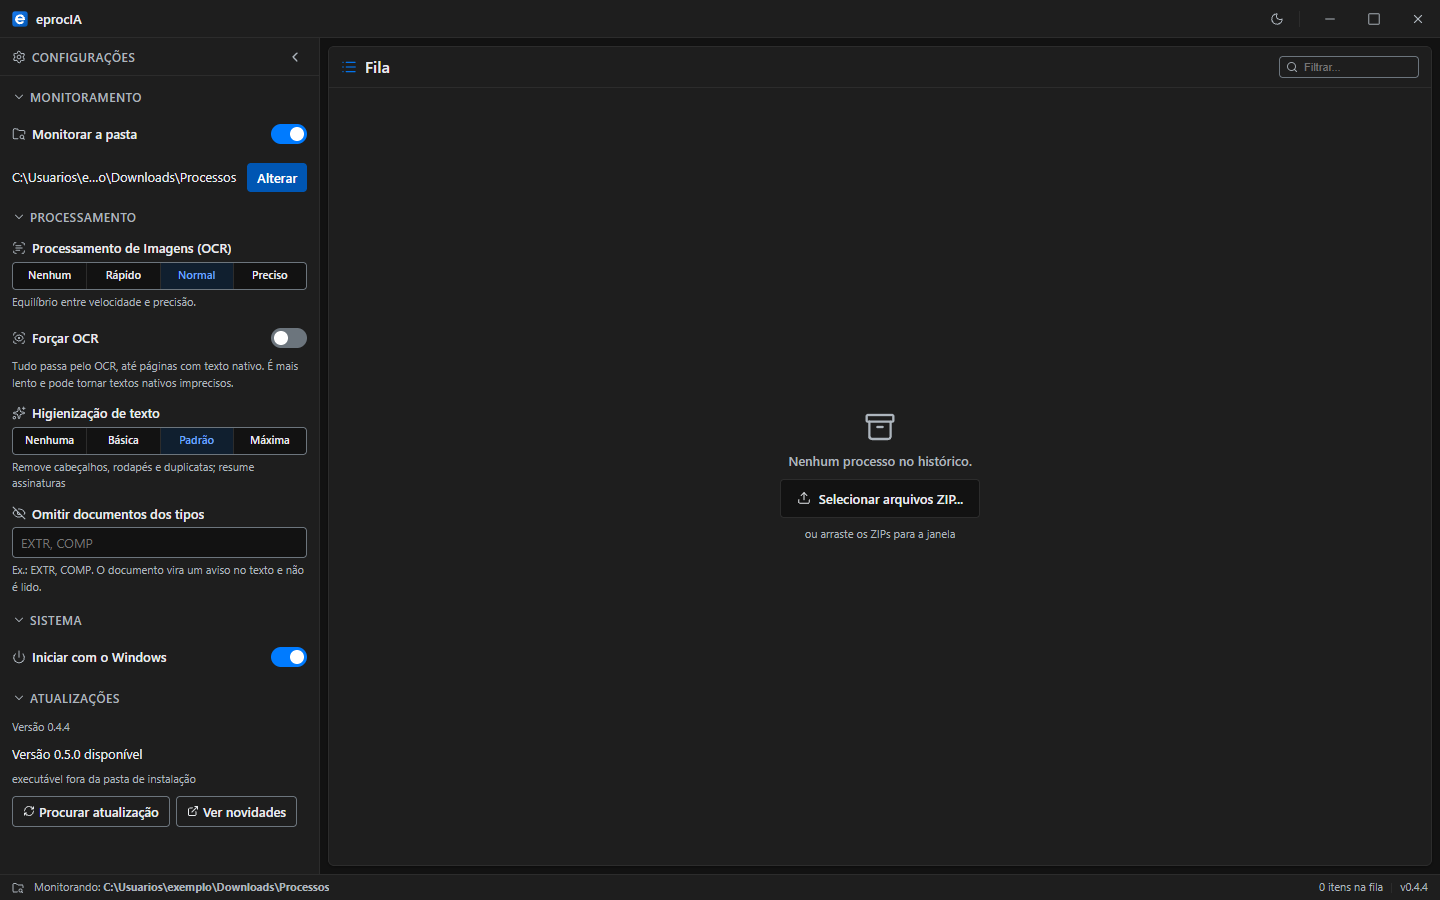 eprocIA
CONFIGURAÇÕES
MONITORAMENTO
Monitorar a pasta
C:\Usuarios\e...o\Downloads\Processos
Alterar
PROCESSAMENTO
Processamento de Imagens (OCR)
Nenhum Rápido Normal Preciso
Equilíbrio entre velocidade e precisão.
Forçar OCR
Tudo passa pelo OCR, até páginas com texto nativo. É mais
lento e pode tornar textos nativos imprecisos.
Higienização de texto
Nenhuma Básica Padrão Máxima
Remove cabeçalhos, rodapés e duplicatas; resume
assinaturas
Omitir documentos dos tipos
EXTR, COMP
Ex.: EXTR, COMP. O documento vira um aviso no texto e não
é lido.
SISTEMA
Iniciar com o Windows
ATUALIZAÇÕES
Versão 0.4.4
Versão 0.5.0 disponível
executável fora da pasta de instalação
Procurar atualização Ver novidades
Fila
Filtrar...
Nenhum processo no histórico.
Selecionar arquivos ZIP...
ou arraste os ZIPs para a janela
Monitorando: C:\Usuarios\exemplo\Downloads\Processos
0 itens na fila v0.4.4